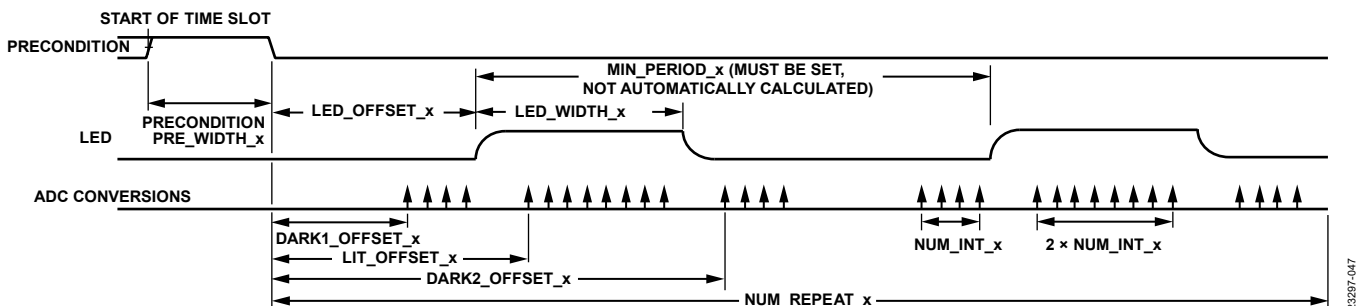 START OF TIME SLOT
PRECONDITION
MIN_PERIOD_x (MUST BE SET,
NOT AUTOMATICALLY CALCULATED)
LED_OFFSET_x
LED_WIDTH_x
PRECONDITION
PRE_WIDTH_x
LED
ADC CONVERSIONS
DARK1_OFFSET_x
NUM_INT_x
2 × NUM_INT_x
LIT_OFFSET_x
DARK2_OFFSET_x
NUM_REPEAT_x
23297-047